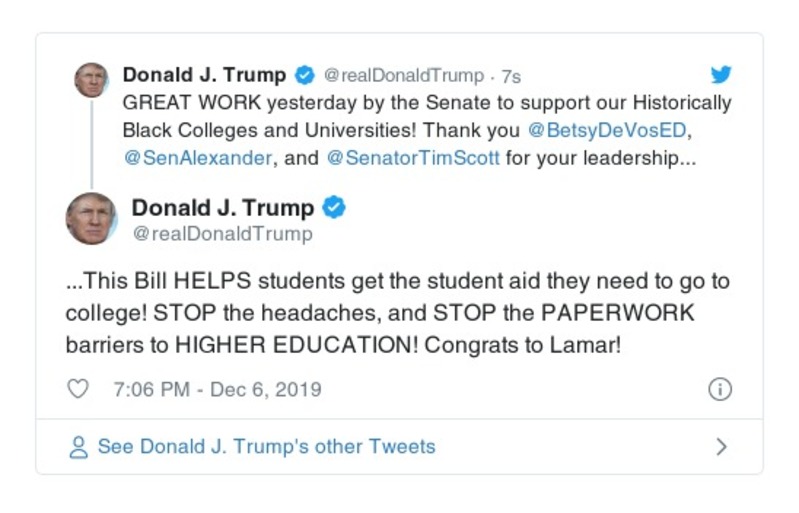 Donald J. Trump @realDonaldTrump · 7s
GREAT WORK yesterday by the Senate to support our Historically
Black Colleges and Universities! Thank you @BetsyDeVosED,
@SenAlexander, and @SenatorTimScott for your leadership...
Donald J. Trump
@realDonaldTrump
...This Bill HELPS students get the student aid they need to go to
college! STOP the headaches, and STOP the PAPERWORK
barriers to HIGHER EDUCATION! Congrats to Lamar!
7:06 PM - Dec 6, 2019
See Donald J. Trump's other Tweets